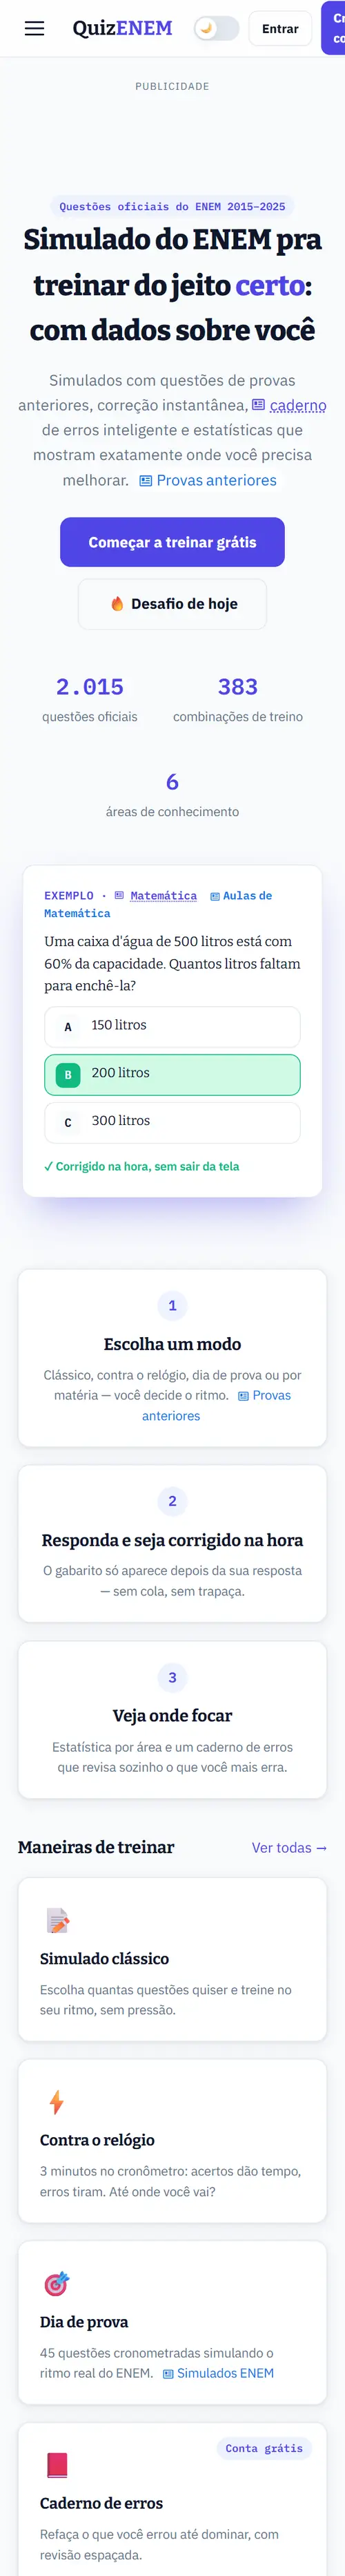 QuizENEM
Entrar
Cr
co
PUBLICIDADE
Questões oficiais do ENEM 2015–2025
Simulado do ENEM pra
treinar do jeito certo:
com dados sobre você
Simulados com questões de provas
anteriores, correção instantânea, caderno
de erros inteligente e estatísticas que
mostram exatamente onde você precisa
melhorar. Provas anteriores
Começar a treinar grátis
Desafio de hoje
2.015 383
questões oficiais combinações de treino
6
áreas de conhecimento
EXEMPLO · Matemática Aulas de
Matemática
Uma caixa d'água de 500 litros está com
60% da capacidade. Quantos litros faltam
para enchê-la?
A 150 litros
B 200 litros
C 300 litros
✓ Corrigido na hora, sem sair da tela
1
Escolha um modo
Clássico, contra o relógio, dia de prova ou por
matéria — você decide o ritmo. Provas
anteriores
2
Responda e seja corrigido na hora
O gabarito só aparece depois da sua resposta
— sem cola, sem trapaça.
3
Veja onde focar
Estatística por área e um caderno de erros
que revisa sozinho o que você mais erra.
Maneiras de treinar Ver todas →
Simulado clássico
Escolha quantas questões quiser e treine no
seu ritmo, sem pressão.
Contra o relógio
3 minutos no cronômetro: acertos dão tempo,
erros tiram. Até onde você vai?
Dia de prova
45 questões cronometradas simulando o
ritmo real do ENEM. Simulados ENEM
Conta grátis
Caderno de erros
Refaça o que você errou até dominar, com
revisão espaçada.